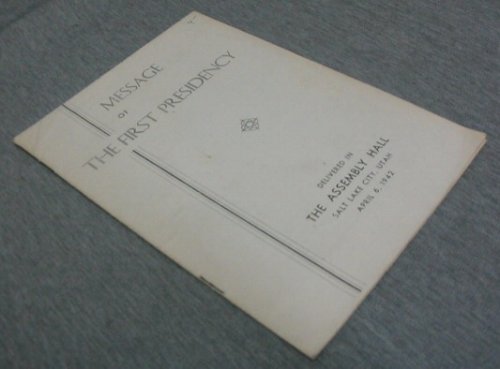 MESSAGE
OF
THE FIRST PRESIDENCY
DELIVERED IN
THE ASSEMBLY HALL
SALT LAKE CITY, UTAH
APRIL 6, 1942